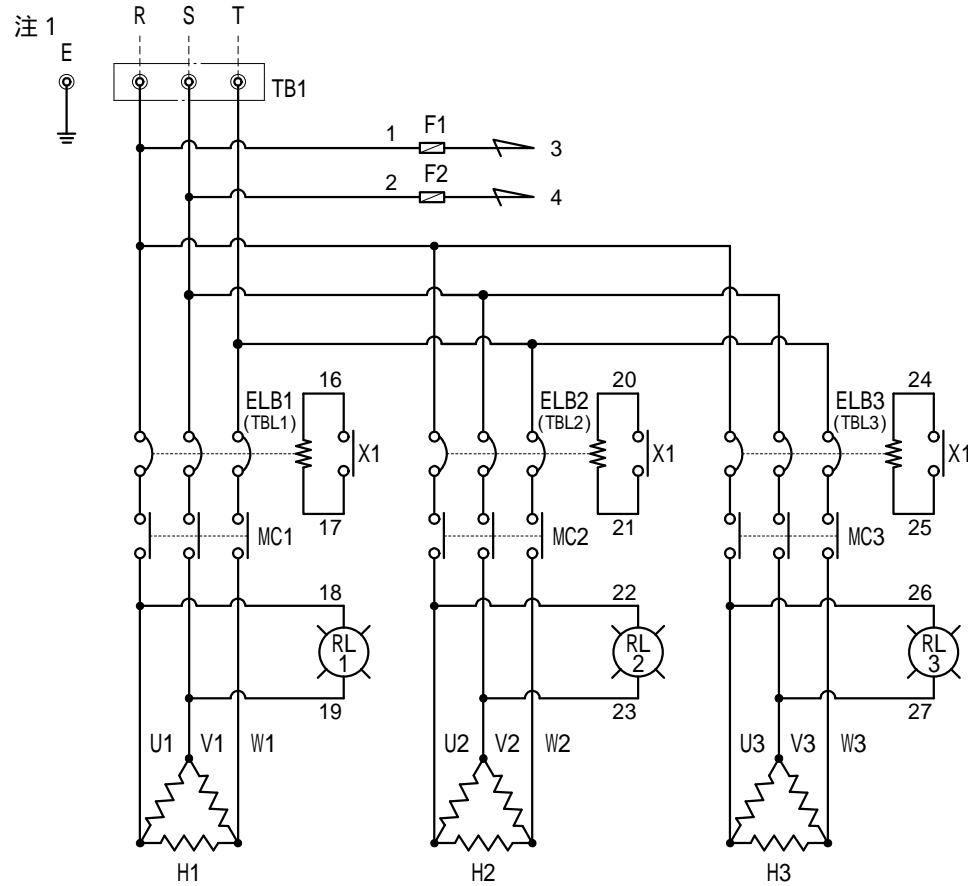 注1
R S T
E
TB1
1 F1 3
2 F2 4
16 20 24
ELB1 ELB2 ELB3
(TBL1) (TBL2) (TBL3)
X1 X1 X1
17 21 25
MC1 MC2 MC3
18 22 26
RL RL RL
1 2 3
19 23 27
U1 V1 W1 U2 V2 W2 U3 V3 W3
H1 H2 H3